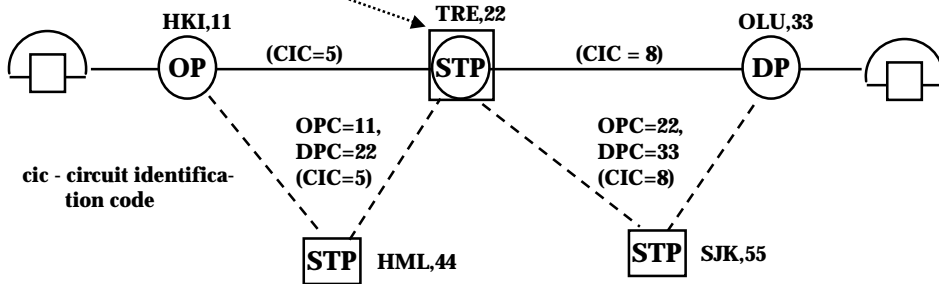 HKI,11
TRE,22
OLU,33
OP
(CIC=5)
STP
(CIC = 8)
DP
OPC=11,
DPC=22
(CIC=5)
OPC=22,
DPC=33
(CIC=8)
cic - circuit identifica-
tion code
STP
HML,44
STP
SJK,55